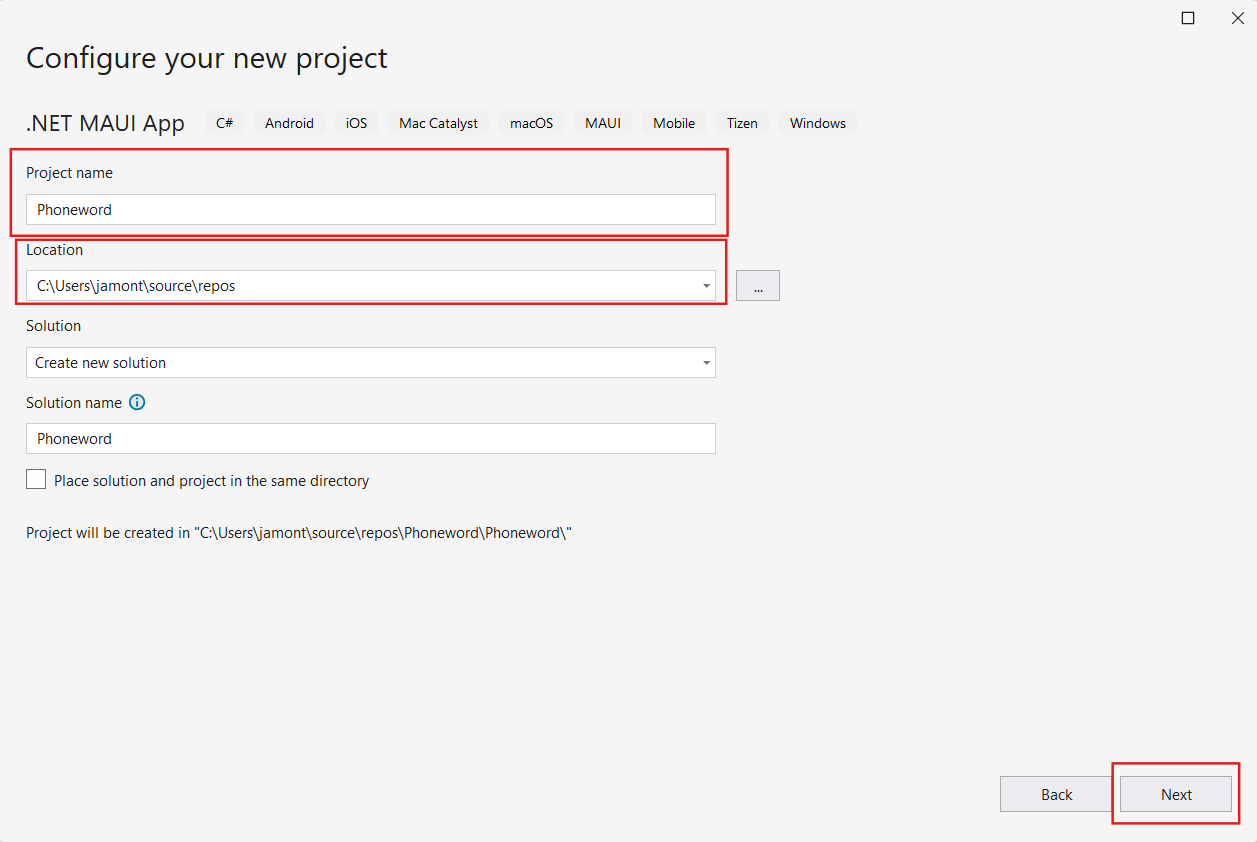 Configure your new project
.NET MAUI App C# Android iOS Mac Catalyst macOS MAUI Mobile Tizen Windows
Project name
Phoneword
Location
C:\Users\jamont\source\repos
...
Solution
Create new solution
Solution name
Phoneword
Place solution and project in the same directory
Project will be created in "C:\Users\jamont\source\repos\Phoneword\Phoneword\"
Back Next